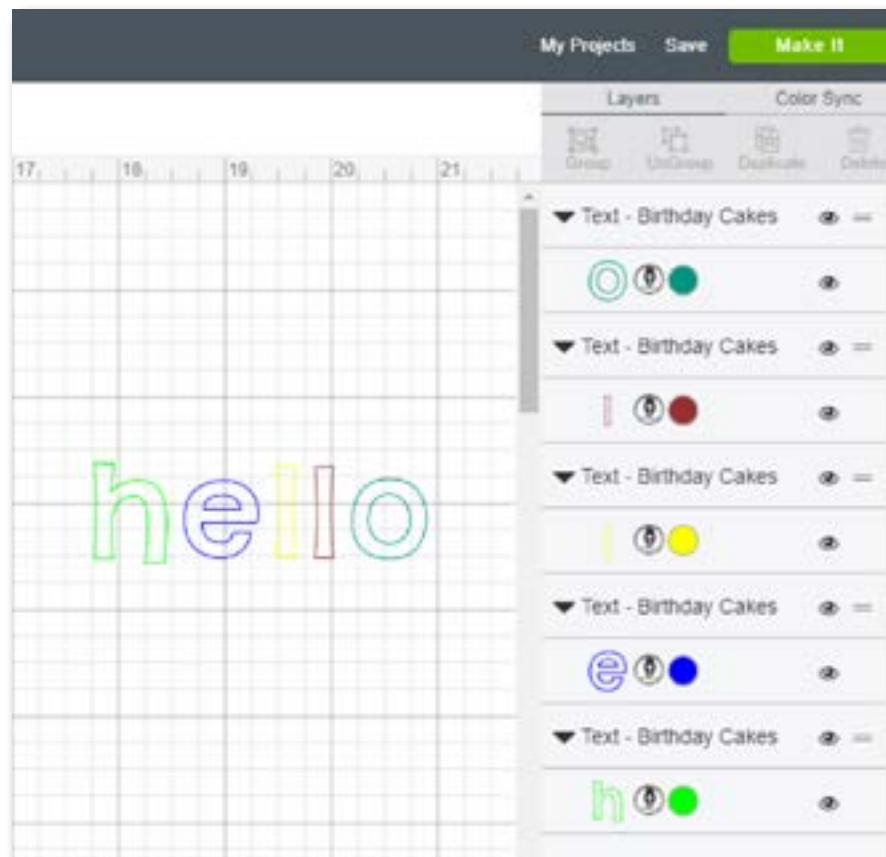 My Projects Save Make It
Layers Color Sync
Group UnGroup Duplicate Delete
17 18 19 20 21
Text - Birthday Cakes
o
Text - Birthday Cakes
l
Text - Birthday Cakes
l
Text - Birthday Cakes
e
Text - Birthday Cakes
h
hello